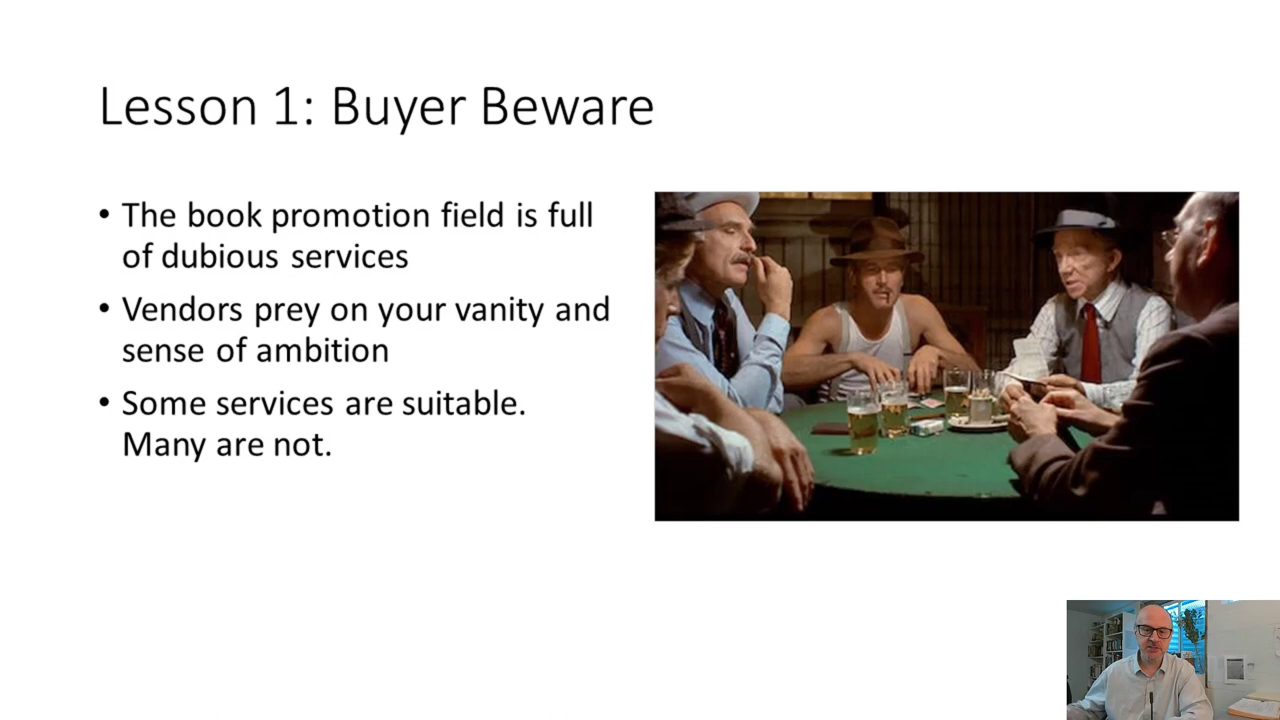 Lesson 1: Buyer Beware
• The book promotion field is full
of dubious services
• Vendors prey on your vanity and
sense of ambition
• Some services are suitable.
Many are not.